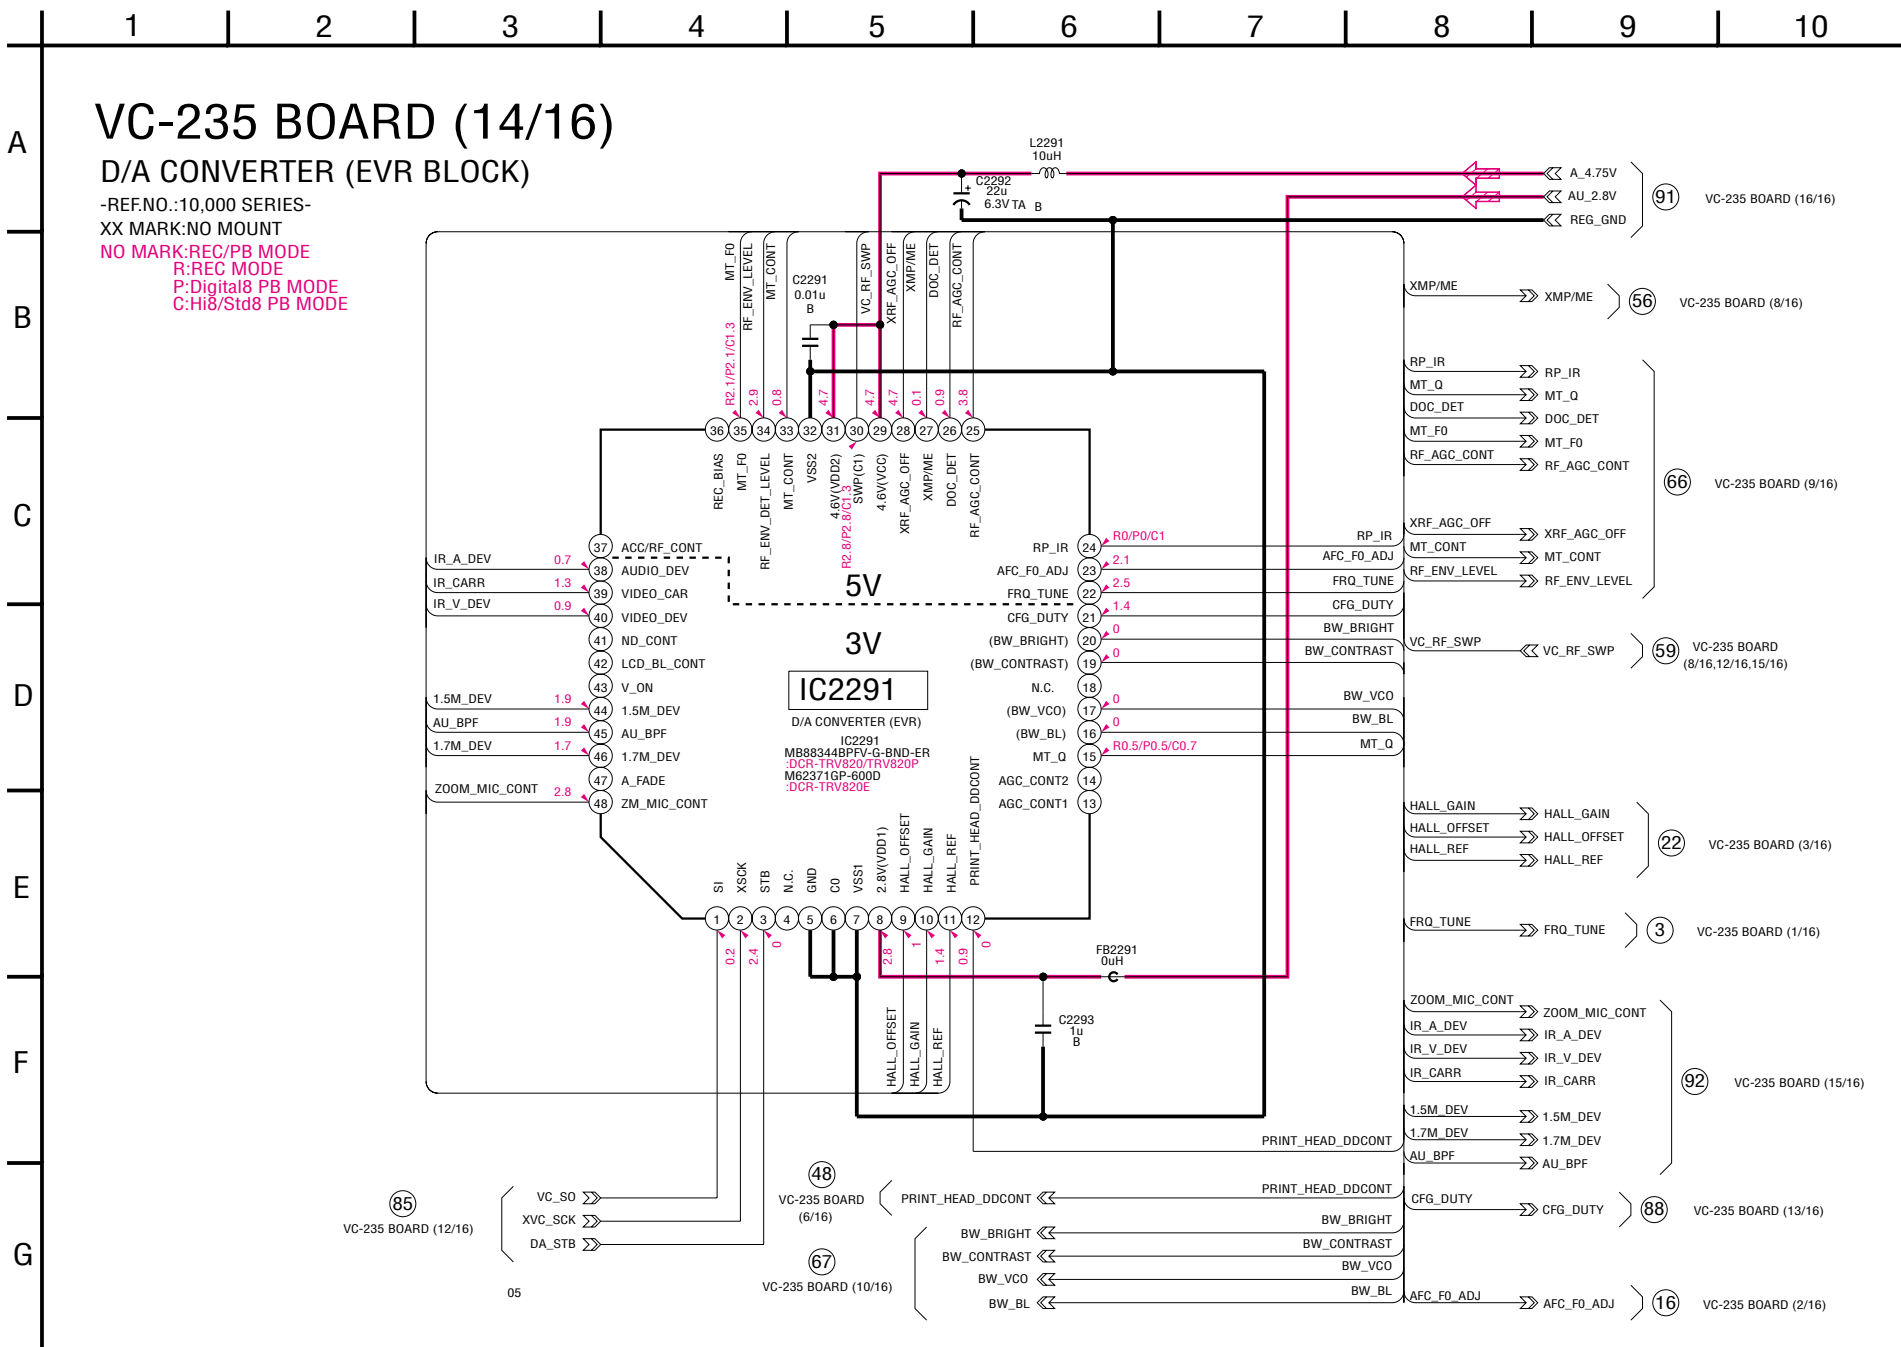 1 2 3 4 5 6 7 8 9 10
A
B
C
D
E
F
G
VC-235 BOARD (14/16)
D/A CONVERTER (EVR BLOCK)
-REF.NO.:10,000 SERIES-
XX MARK:NO MOUNT
NO MARK:REC/PB MODE
R:REC MODE
P:Digital8 PB MODE
C:Hi8/Std8 PB MODE
L2291
10uH
C2292
22u
6.3V TA B
A_4.75V
AU_2.8V
REG_GND
91 VC-235 BOARD (16/16)
MT_F0
RF_ENV_LEVEL
MT_CONT
C2291
0.01u
B
VC_RF_SWP
XRF_AGC_OFF
XMP/ME
DOC_DET
RF_AGC_CONT
R2.1/P2.1/C1.3
2.9
0.8
4.7
4.7
4.7
0.1
0.9
3.8
36 35 34 33 32 31 30 29 28 27 26 25
REC_BIAS
MT_F0
RF_ENV_DET_LEVEL
MT_CONT
VSS2
4.6V(VDD2)
SWP(C1)
4.6V(VCC)
XRF_AGC_OFF
XMP/ME
DOC_DET
RF_AGC_CONT
R2.8/P2.8/C1.3
XMP/ME XMP/ME
56 VC-235 BOARD (8/16)
RP_IR RP_IR
MT_Q MT_Q
DOC_DET DOC_DET
MT_F0 MT_F0
RF_AGC_CONT RF_AGC_CONT
66 VC-235 BOARD (9/16)
XRF_AGC_OFF XRF_AGC_OFF
MT_CONT MT_CONT
RF_ENV_LEVEL RF_ENV_LEVEL
VC_RF_SWP VC_RF_SWP
59 VC-235 BOARD
(8/16,12/16,15/16)
37 ACC/RF_CONT
IR_A_DEV 0.7 38 AUDIO_DEV
IR_CARR 1.3 39 VIDEO_CAR
IR_V_DEV 0.9 40 VIDEO_DEV
41 ND_CONT
42 LCD_BL_CONT
43 V_ON
1.5M_DEV 1.9 44 1.5M_DEV
AU_BPF 1.9 45 AU_BPF
1.7M_DEV 1.7 46 1.7M_DEV
47 A_FADE
ZOOM_MIC_CONT 2.8 48 ZM_MIC_CONT
5V
3V
IC2291
D/A CONVERTER (EVR)
IC2291
MB88344BPFV-G-BND-ER
:DCR-TRV820/TRV820P
M62371GP-600D
:DCR-TRV820E
RP_IR 24 R0/P0/C1 RP_IR
AFC_F0_ADJ 23 2.1 AFC_F0_ADJ
FRQ_TUNE 22 2.5 FRQ_TUNE
CFG_DUTY 21 1.4 CFG_DUTY
(BW_BRIGHT) 20 0 BW_BRIGHT
(BW_CONTRAST) 19 0 BW_CONTRAST
N.C. 18
(BW_VCO) 17 0 BW_VCO
(BW_BL) 16 0 BW_BL
MT_Q 15 R0.5/P0.5/C0.7 MT_Q
AGC_CONT2 14
AGC_CONT1 13
SI
XSCK
STB
N.C.
GND
C0
VSS1
2.8V(VDD1)
HALL_OFFSET
HALL_GAIN
HALL_REF
PRINT_HEAD_DDCONT
1 2 3 4 5 6 7 8 9 10 11 12
0.2
2.4
0
2.8
1
1.4
0.9
0
HALL_GAIN HALL_GAIN
HALL_OFFSET HALL_OFFSET
HALL_REF HALL_REF
22 VC-235 BOARD (3/16)
FRQ_TUNE FRQ_TUNE
3 VC-235 BOARD (1/16)
FB2291
0uH
C2293
1u
B
HALL_OFFSET
HALL_GAIN
HALL_REF
ZOOM_MIC_CONT ZOOM_MIC_CONT
IR_A_DEV IR_A_DEV
IR_V_DEV IR_V_DEV
IR_CARR IR_CARR
1.5M_DEV 1.5M_DEV
1.7M_DEV 1.7M_DEV
AU_BPF AU_BPF
92 VC-235 BOARD (15/16)
PRINT_HEAD_DDCONT
85
VC-235 BOARD (12/16)
VC_SO
XVC_SCK
DA_STB
05
48
VC-235 BOARD
(6/16)
PRINT_HEAD_DDCONT PRINT_HEAD_DDCONT
67
VC-235 BOARD (10/16)
BW_BRIGHT BW_BRIGHT
BW_CONTRAST BW_CONTRAST
BW_VCO BW_VCO
BW_BL BW_BL
CFG_DUTY CFG_DUTY
88 VC-235 BOARD (13/16)
AFC_F0_ADJ AFC_F0_ADJ
16 VC-235 BOARD (2/16)